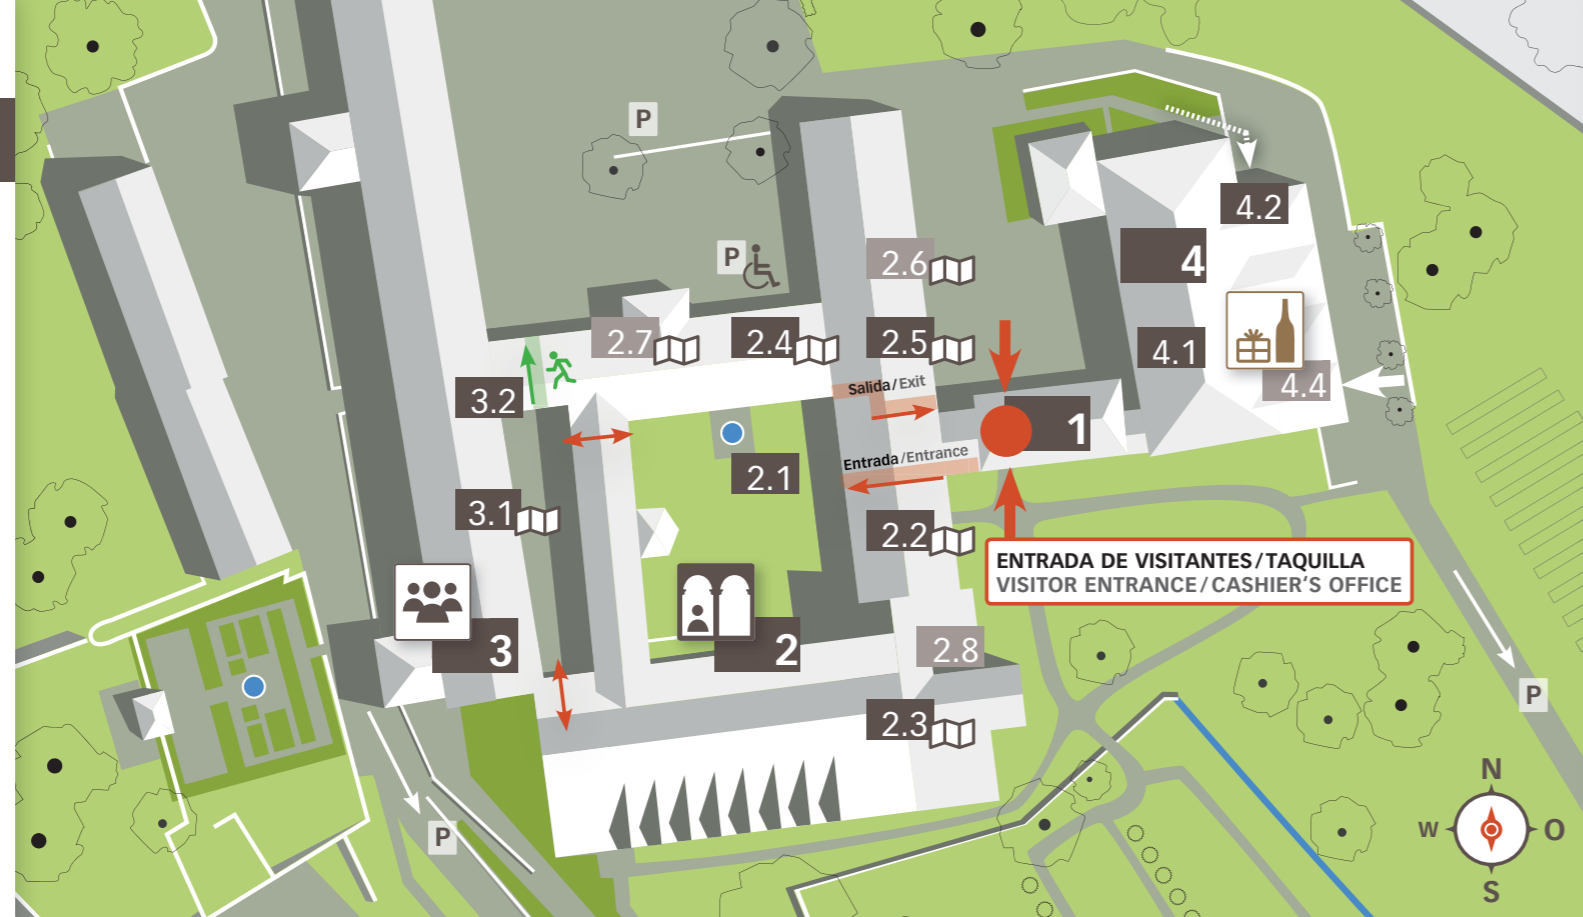 P
4.2
P
2.6
4
2.7
2.4
2.5
4.1
4.4
3.2
Salida/Exit
1
Entrada/Entrance
2.1
3.1
2.2
ENTRADA DE VISITANTES/TAQUILLA
VISITOR ENTRANCE/CASHIER'S OFFICE
3
2
2.8
P
2.3
P
N
W O
S